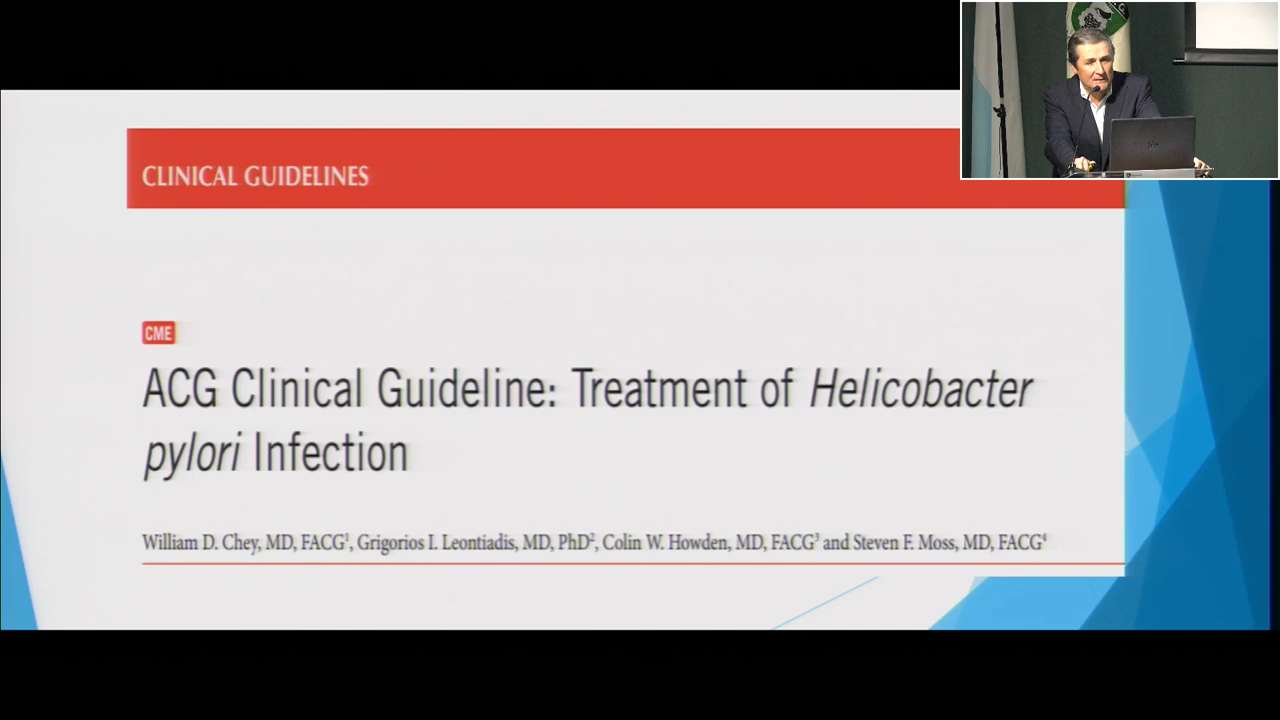 CLINICAL GUIDELINES
CME
ACG Clinical Guideline: Treatment of Helicobacter
pylori Infection
William D. Chey, MD, FACG¹, Grigorios I. Leontiadis, MD, PhD², Colin W. Howden, MD, FACG³ and Steven F. Moss, MD, FACG⁴